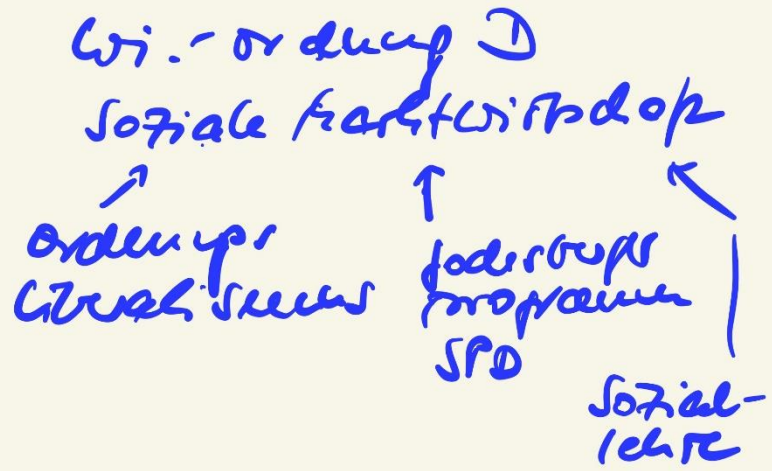 Wi.-ordnung D
Soziale Marktwirtschaft
ordnungs
liberalismus
Godesberger
programm
SPD
Sozial-
lehre